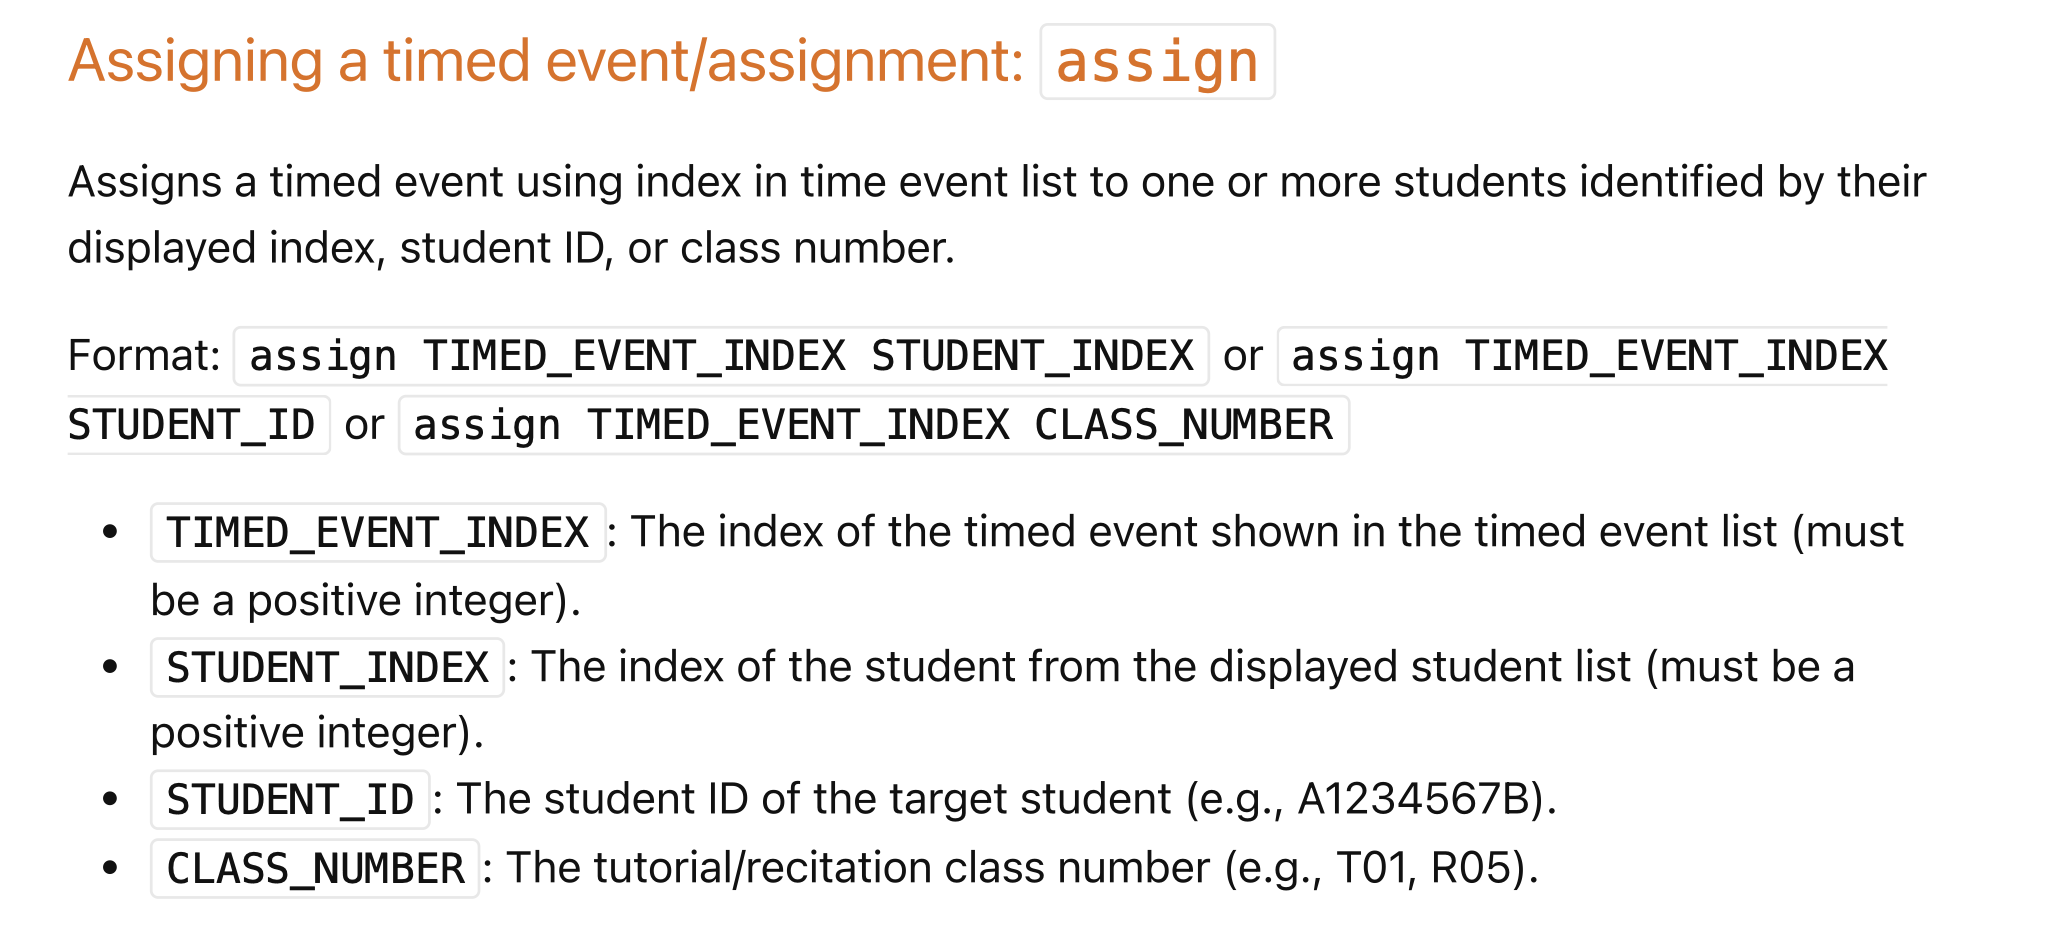 Assigning a timed event/assignment: assign
Assigns a timed event using index in time event list to one or more students identified by their
displayed index, student ID, or class number.
Format: assign TIMED_EVENT_INDEX STUDENT_INDEX or assign TIMED_EVENT_INDEX
STUDENT_ID or assign TIMED_EVENT_INDEX CLASS_NUMBER
• TIMED_EVENT_INDEX: The index of the timed event shown in the timed event list (must
be a positive integer).
• STUDENT_INDEX: The index of the student from the displayed student list (must be a
positive integer).
• STUDENT_ID: The student ID of the target student (e.g., A1234567B).
• CLASS_NUMBER: The tutorial/recitation class number (e.g., T01, R05).